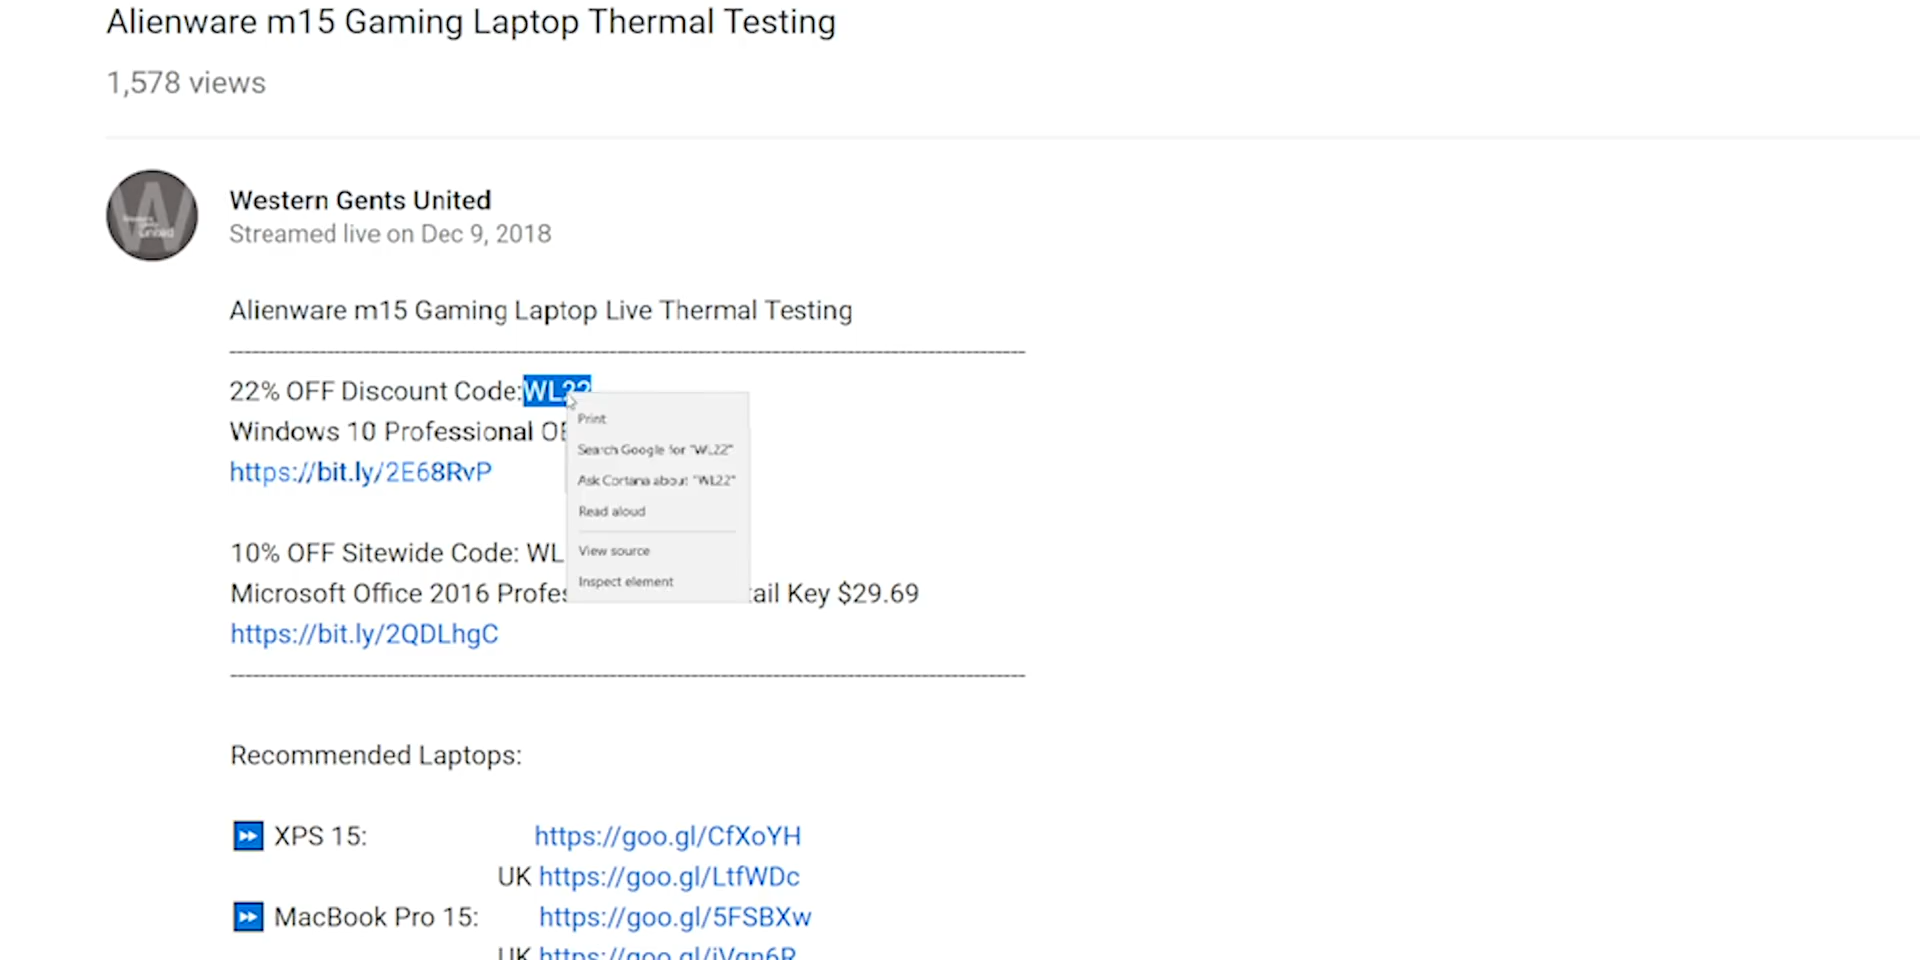 Alienware m15 Gaming Laptop Thermal Testing
1,578 views
Western Gents United
Streamed live on Dec 9, 2018
Alienware m15 Gaming Laptop Live Thermal Testing
22% OFF Discount Code:WL22
Print
Windows 10 Professional
Search Google for "WL22"
https://bit.ly/2E68RvP
Ask Cortana about "WL22"
Read aloud
View source
10% OFF Sitewide Code: WL
Inspect element
Microsoft Office 2016 Profes tail Key $29.69
https://bit.ly/2QDLhgC
Recommended Laptops:
XPS 15: https://goo.gl/CfXoYH
UK https://goo.gl/LtfWDc
MacBook Pro 15: https://goo.gl/5FSBXw
UK